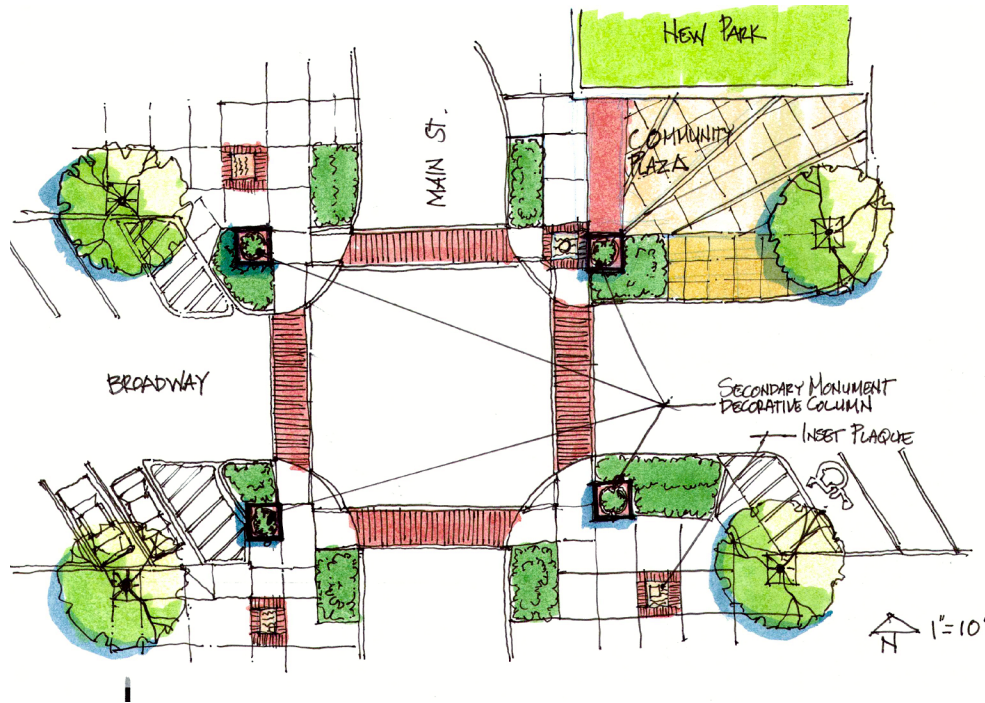 NEW PARK
MAIN ST.
COMMUNITY
PLAZA
BROADWAY
SECONDARY MONUMENT
DECORATIVE COLUMN
INSET PLAQUE
N
1"=10'